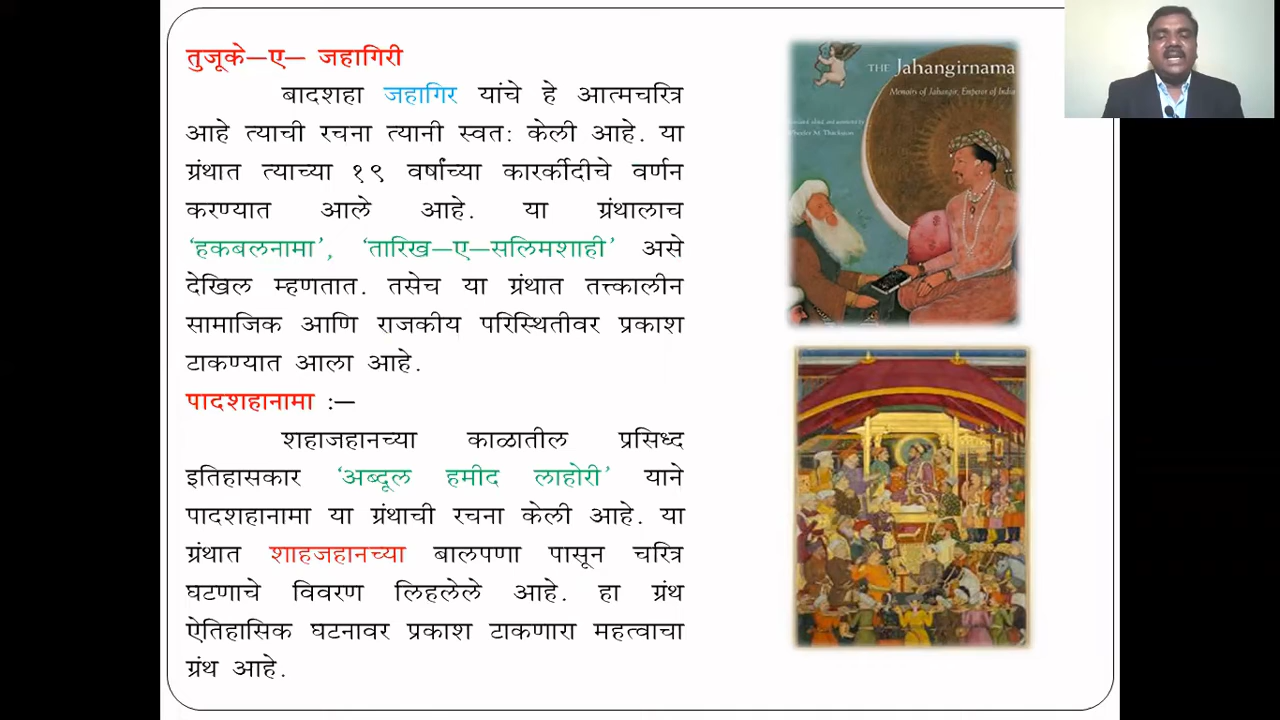 तुजूके–ए– जहागिरी
बादशहा जहागिर यांचे हे आत्मचरित्र
आहे त्याची रचना त्यानी स्वतः केली आहे. या
ग्रंथात त्याच्या १९ वर्षांच्या कारर्कीदीचे वर्णन
करण्यात आले आहे. या ग्रंथालाच
‘हकबलनामा’, ‘तारिख–ए–सलिमशाही’ असे
देखिल म्हणतात. तसेच या ग्रंथात तत्त्कालीन
सामाजिक आणि राजकीय परिस्थितीवर प्रकाश
टाकण्यात आला आहे.
पादशहानामा :–
शहाजहानच्या काळातील प्रसिध्द
इतिहासकार ‘अब्दूल हमीद लाहोरी’ याने
पादशहानामा या ग्रंथाची रचना केली आहे. या
ग्रंथात शाहजहानच्या बालपणा पासून चरित्र
घटणाचे विवरण लिहलेले आहे. हा ग्रंथ
ऐतिहासिक घटनावर प्रकाश टाकणारा महत्वाचा
ग्रंथ आहे.
THE Jahangirnama
Memoirs of Jahangir, Emperor of India
Wheeler M. Thackston